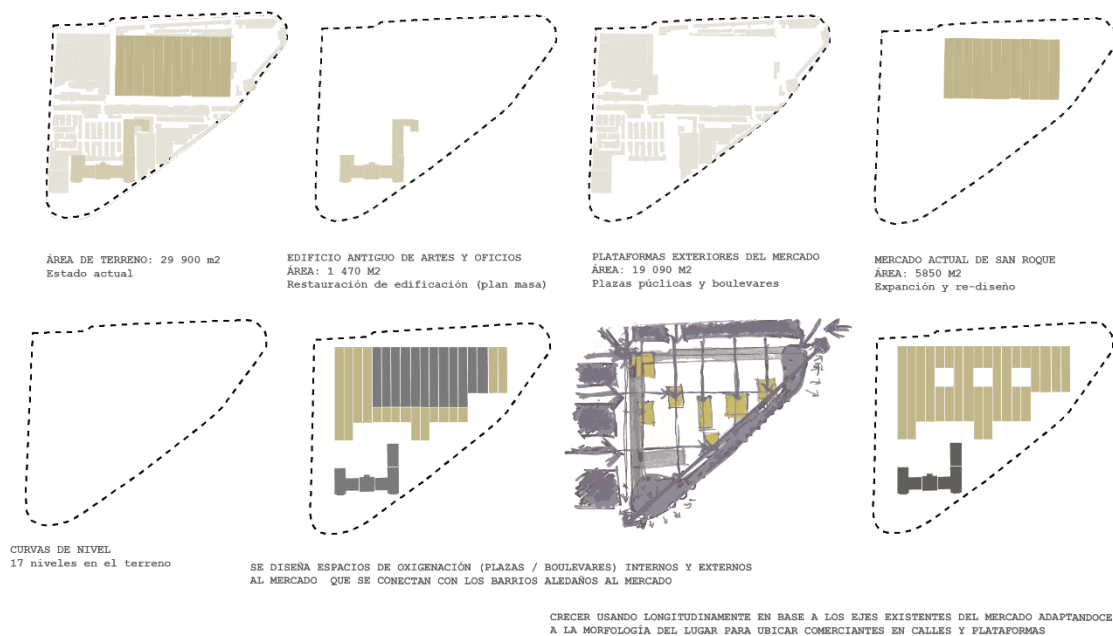 ÁREA DE TERRENO: 29 900 m2
Estado actual
EDIFICIO ANTIGUO DE ARTES Y OFICIOS
ÁREA: 1 470 M2
Restauración de edificación (plan masa)
PLATAFORMAS EXTERIORES DEL MERCADO
ÁREA: 19 090 M2
Plazas púclicas y boulevares
MERCADO ACTUAL DE SAN ROQUE
ÁREA: 5850 M2
Expanción y re-diseño
CURVAS DE NIVEL
17 niveles en el terreno
SE DISEÑA ESPACIOS DE OXIGENACIÓN (PLAZAS / BOULEVARES) INTERNOS Y EXTERNOS
AL MERCADO QUE SE CONECTAN CON LOS BARRIOS ALEDAÑOS AL MERCADO
CRECER USANDO LONGITUDINAMENTE EN BASE A LOS EJES EXISTENTES DEL MERCADO ADAPTANDOCE
A LA MORFOLOGÍA DEL LUGAR PARA UBICAR COMERCIANTES EN CALLES Y PLATAFORMAS